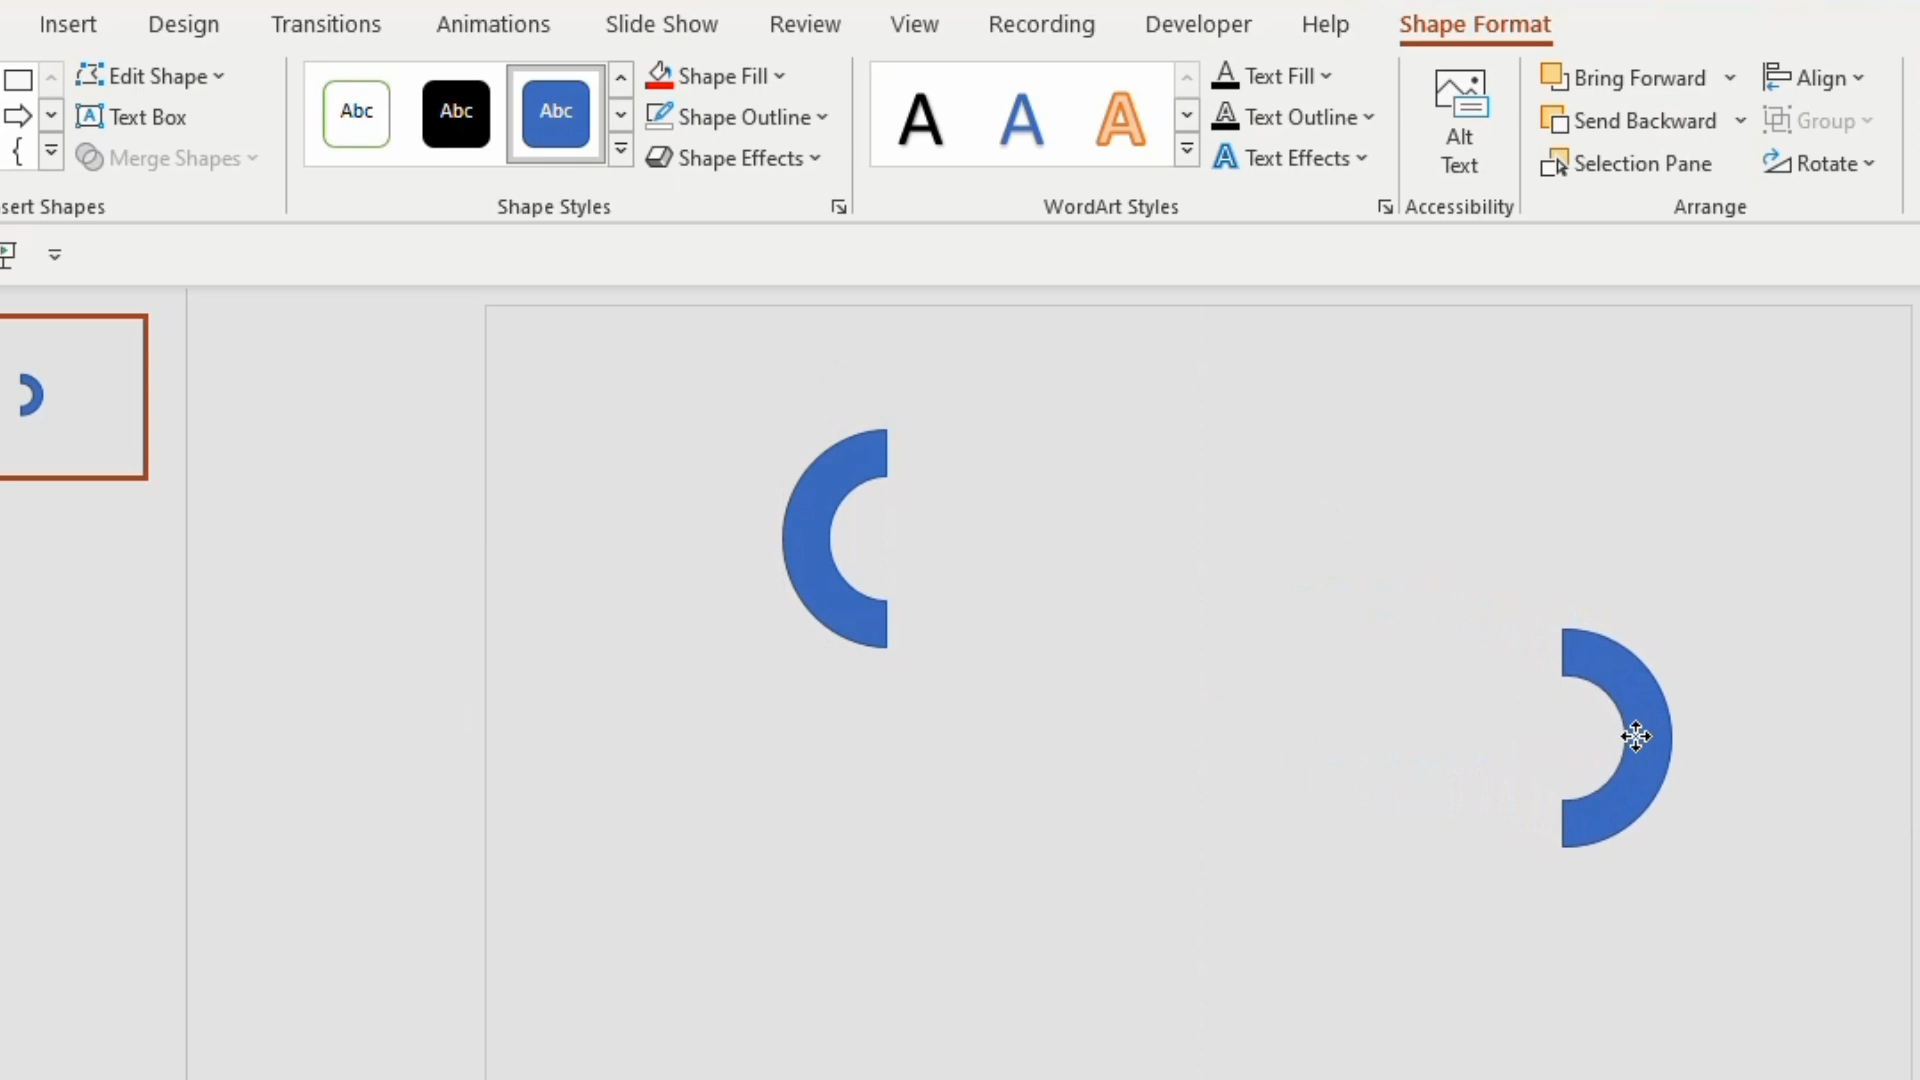 Insert Design Transitions Animations Slide Show Review View Recording Developer Help Shape Format
Edit Shape
Text Box
Merge Shapes
sert Shapes
Abc Abc Abc
Shape Fill
Shape Outline
Shape Effects
Shape Styles
A A A
Text Fill
Text Outline
Text Effects
WordArt Styles
Alt
Text
Accessibility
Bring Forward
Send Backward
Selection Pane
Align
Group
Rotate
Arrange